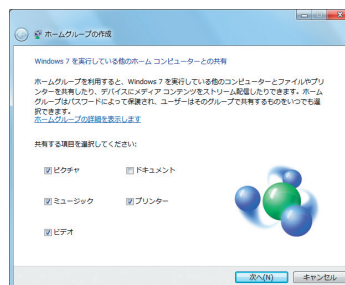 ホームグループの作成
Windows 7 を実行している他のホーム コンピューターとの共有
ホームグループを利用すると、Windows 7 を実行している他のコンピューターとファイルやプリ
ンターを共有したり、デバイスにメディア コンテンツをストリーム配信したりできます。ホーム
グループはパスワードによって保護され、ユーザーはそのグループで共有するものをいつでも選
択できます。
ホームグループの詳細を表示します
共有する項目を選択してください:
ピクチャ ドキュメント
ミュージック プリンター
ビデオ
次へ(N) キャンセル